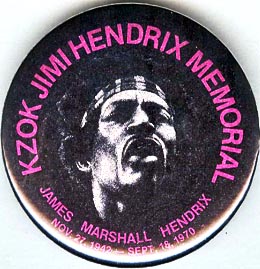 KZOK JIMI HENDRIX MEMORIAL
JAMES MARSHALL HENDRIX
NOV. 27, 1942 – SEPT. 18, 1970